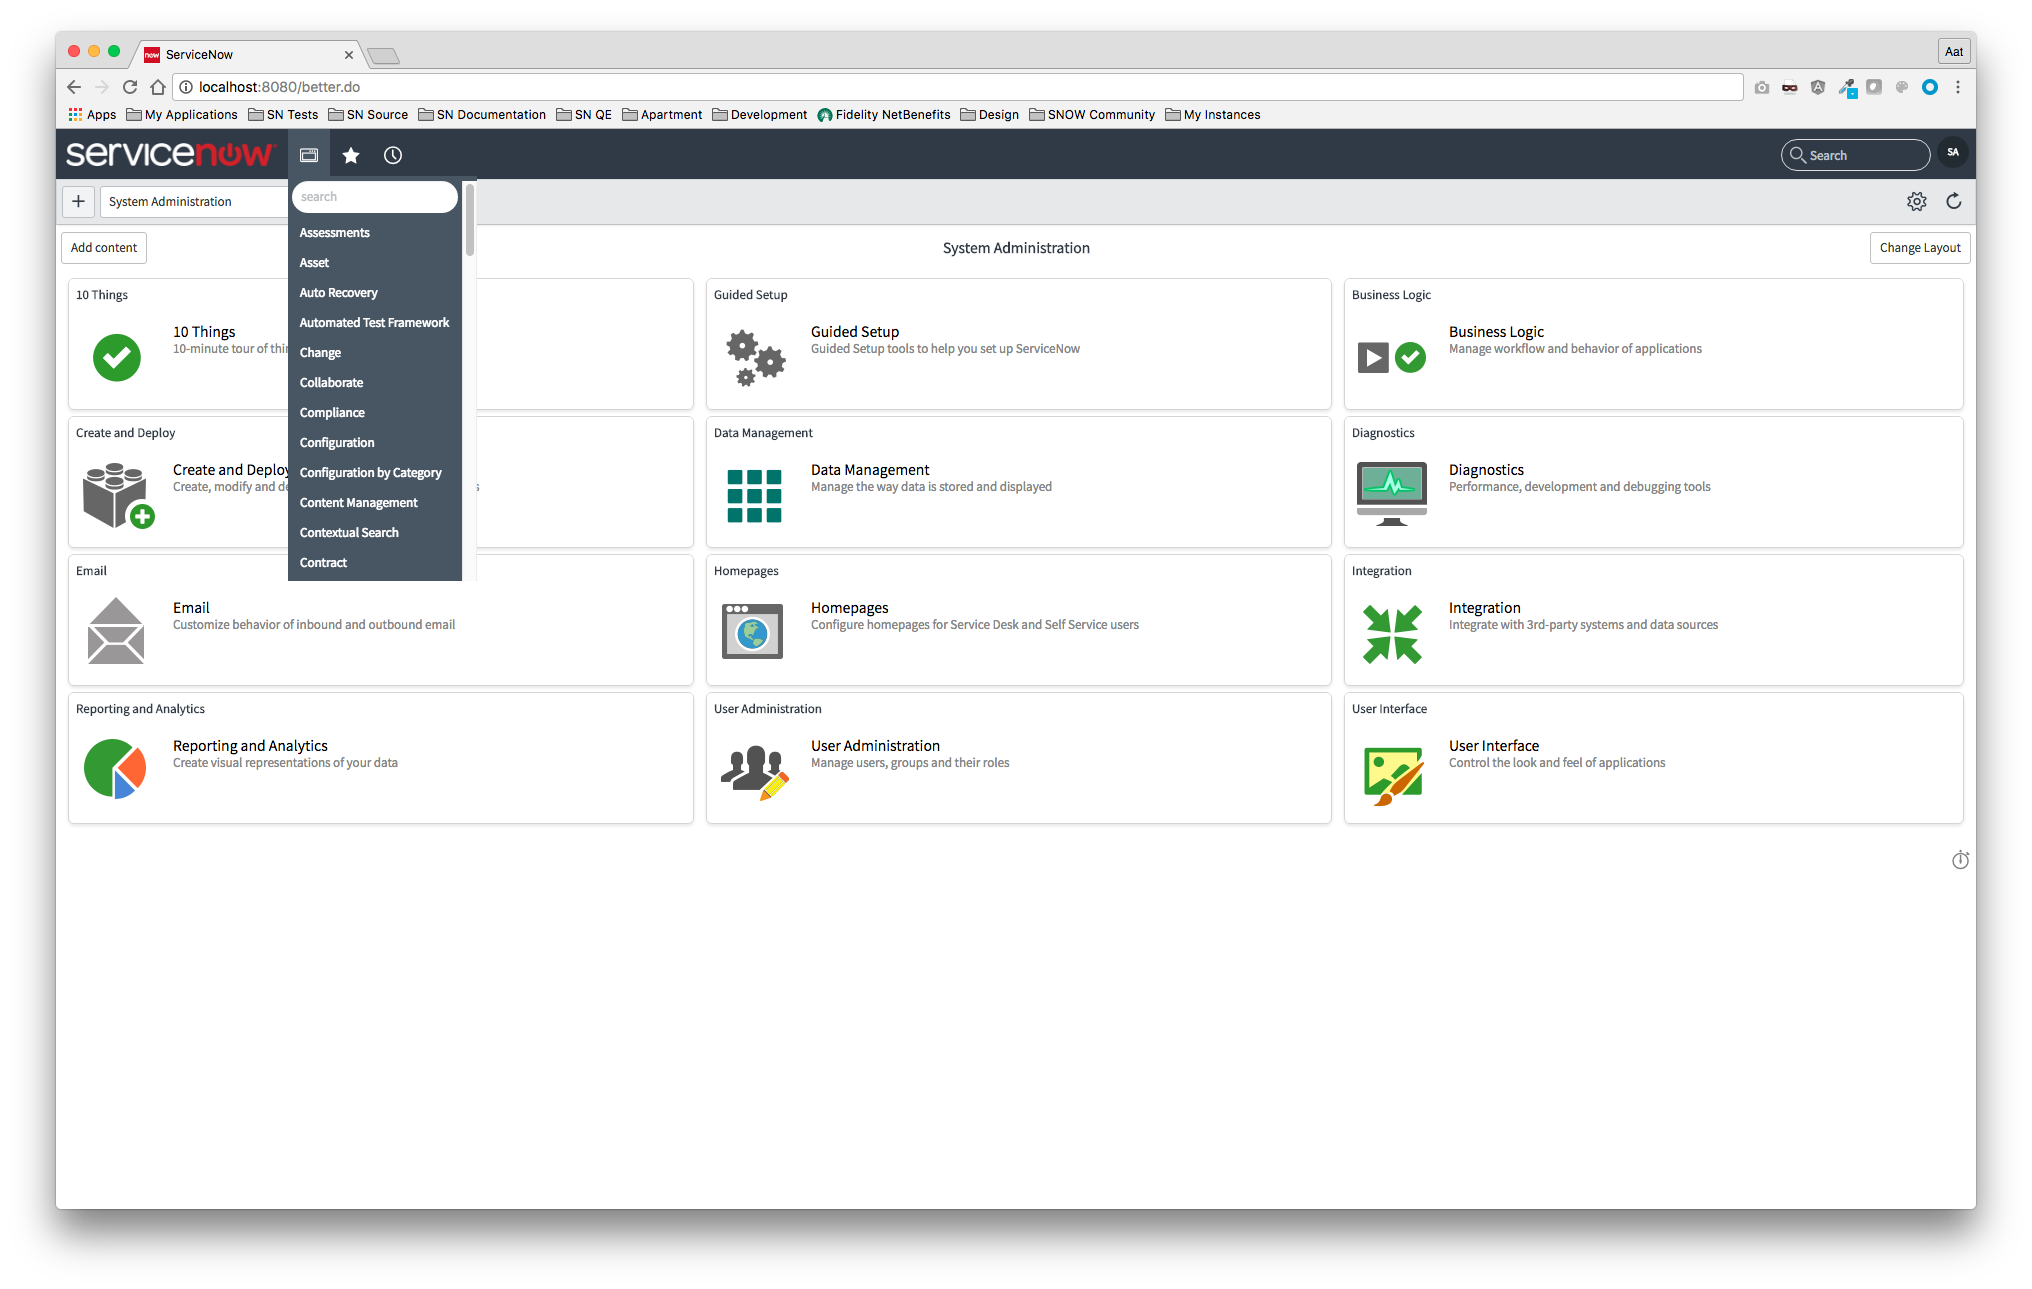 now ServiceNow
Aat
localhost:8080/better.do
Apps My Applications SN Tests SN Source SN Documentation SN QE Apartment Development Fidelity NetBenefits Design SNOW Community My Instances
servicenow
Search
SA
System Administration
search
Assessments
Asset
Auto Recovery
Automated Test Framework
Change
Collaborate
Compliance
Configuration
Configuration by Category
Content Management
Contextual Search
Contract
Add content
System Administration
Change Layout
10 Things
10 Things
10-minute tour of thin
Guided Setup
Guided Setup
Guided Setup tools to help you set up ServiceNow
Business Logic
Business Logic
Manage workflow and behavior of applications
Create and Deploy
Create and Deploy
Create, modify and de
s
Data Management
Data Management
Manage the way data is stored and displayed
Diagnostics
Diagnostics
Performance, development and debugging tools
Email
Email
Customize behavior of inbound and outbound email
Homepages
Homepages
Configure homepages for Service Desk and Self Service users
Integration
Integration
Integrate with 3rd-party systems and data sources
Reporting and Analytics
Reporting and Analytics
Create visual representations of your data
User Administration
User Administration
Manage users, groups and their roles
User Interface
User Interface
Control the look and feel of applications